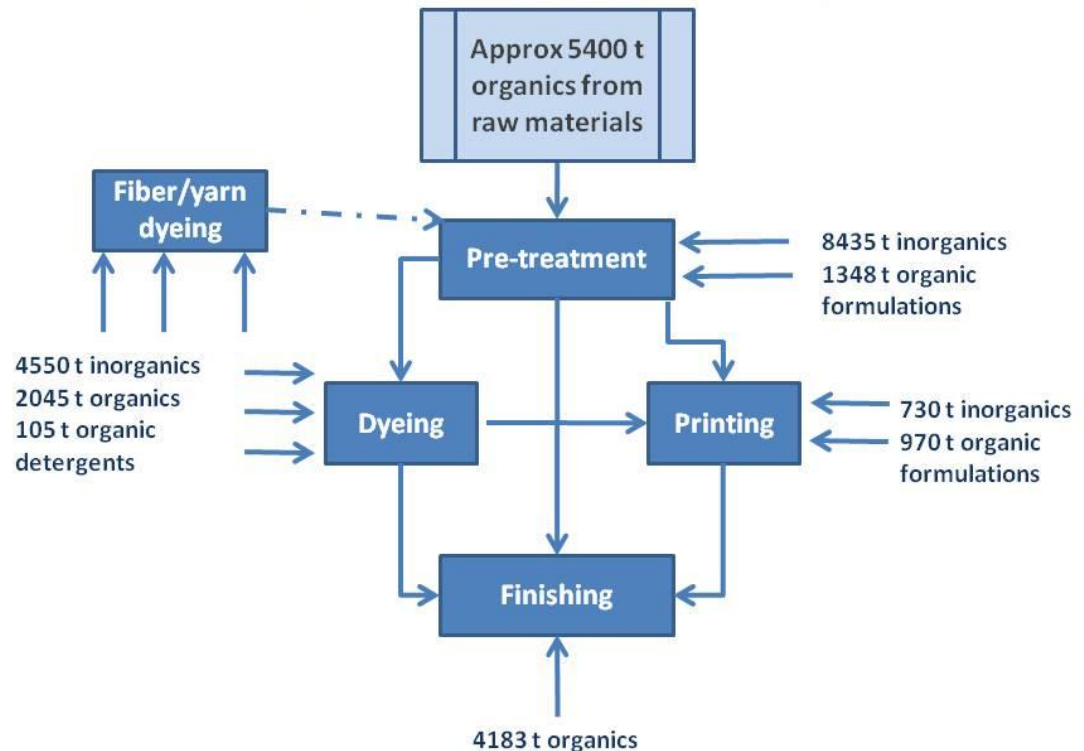 Approx 5400 t
organics from
raw materials
Fiber/yarn
dyeing
Pre-treatment
8435 t inorganics
1348 t organic
formulations
4550 t inorganics
2045 t organics
105 t organic
detergents
Dyeing
Printing
730 t inorganics
970 t organic
formulations
Finishing
4183 t organics